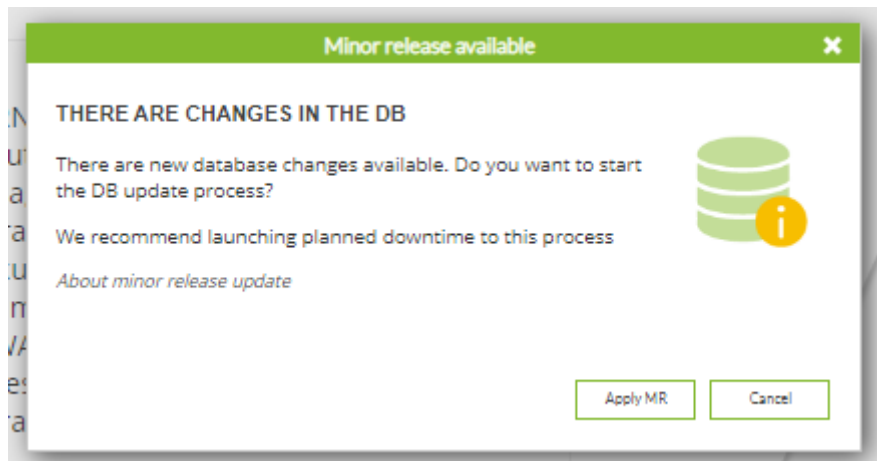 Minor release available
THERE ARE CHANGES IN THE DB
There are new database changes available. Do you want to start
the DB update process?
We recommend launching planned downtime to this process
About minor release update
Apply MR
Cancel